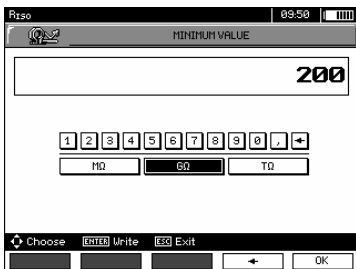 RISO 09:50
MINIMUM VALUE
200
1 2 3 4 5 6 7 8 9 0 , ←
MΩ GΩ TΩ
Choose ENTER Write ESC Exit
← OK